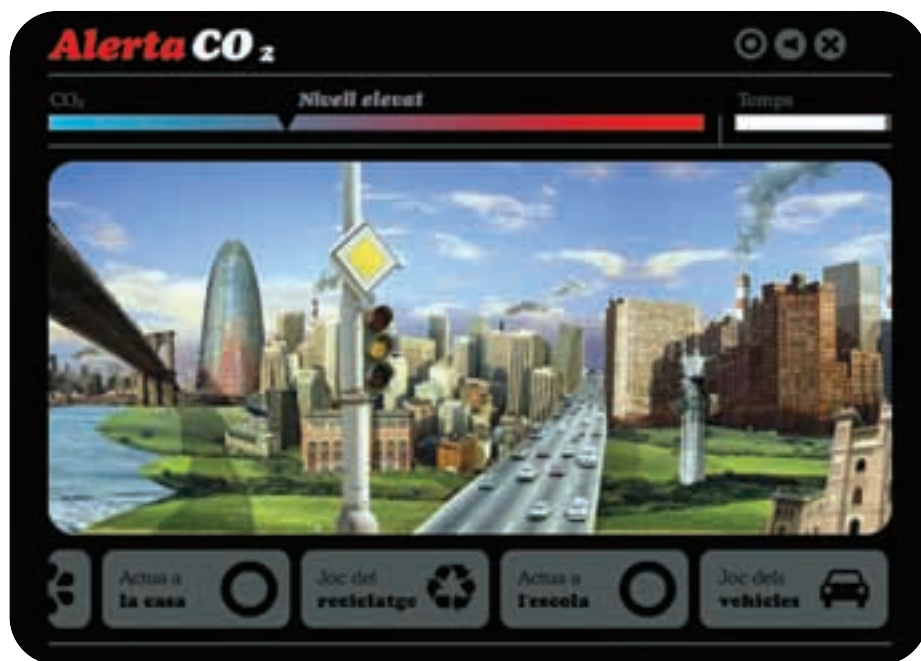 Alerta CO2
CO2
Nivell elevat
Temps
Actua a
la casa
Joc del
reciclatge
Actua a
l'escola
Joc dels
vehicles